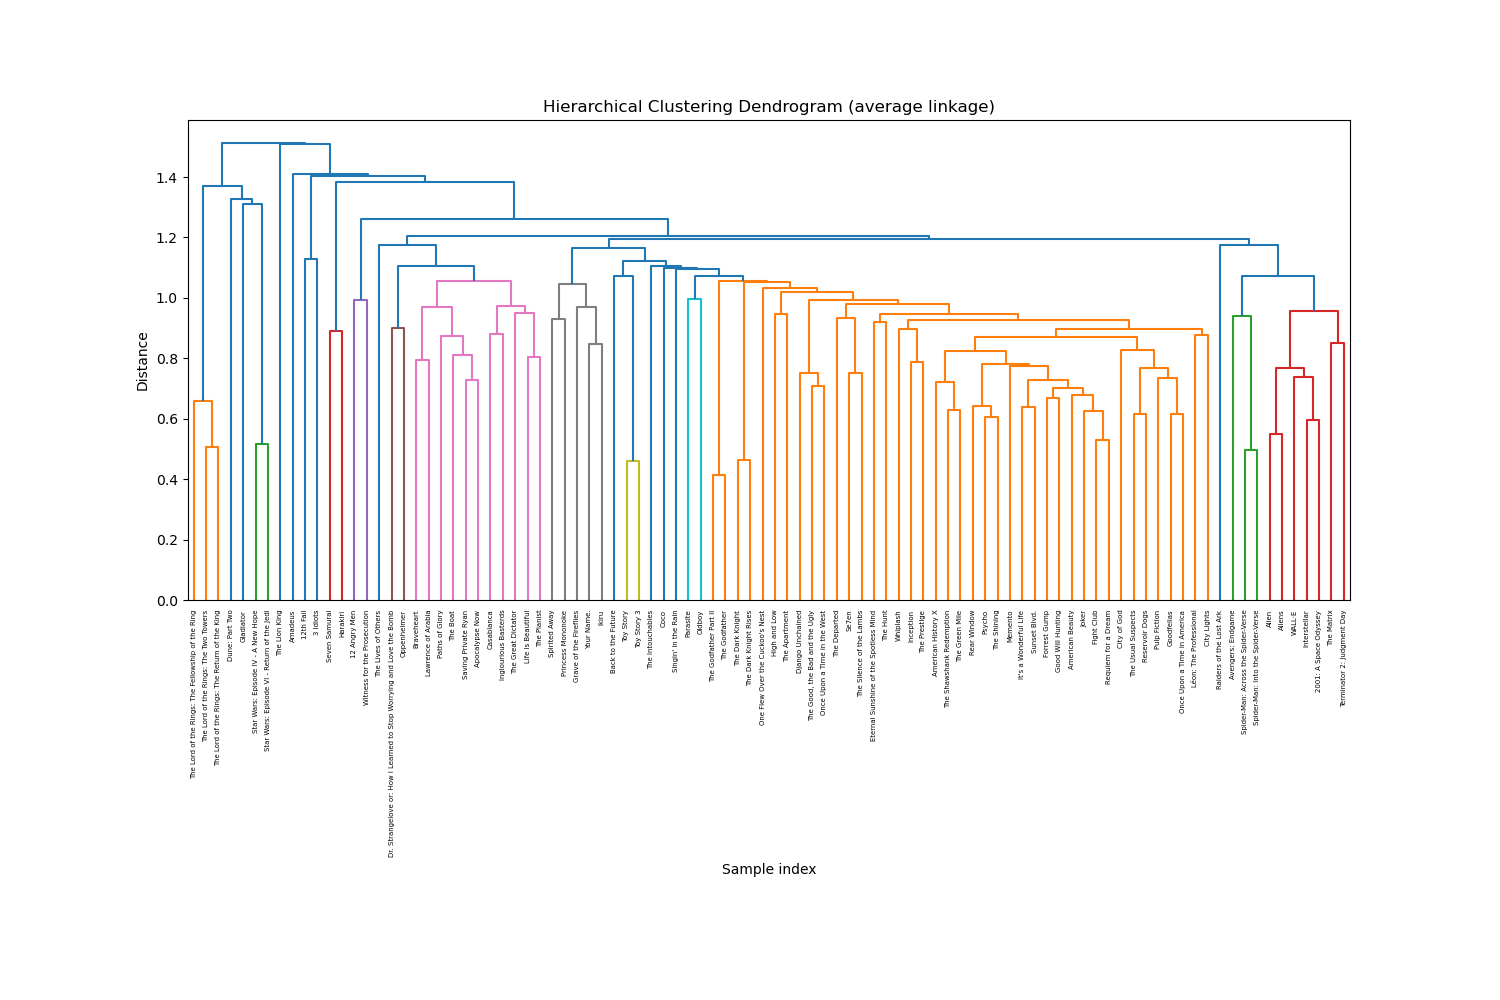 Hierarchical Clustering Dendrogram (average linkage)
Distance
1.4
1.2
1.0
0.8
0.6
0.4
0.2
0.0
The Lord of the Rings: The Fellowship of the Ring
The Lord of the Rings: The Two Towers
The Lord of the Rings: The Return of the King
Dune: Part Two
Gladiator
Star Wars: Episode IV - A New Hope
Star Wars: Episode VI - Return of the Jedi
The Lion King
Amadeus
12th Fail
3 Idiots
Seven Samurai
Harakiri
12 Angry Men
Witness for the Prosecution
The Lives of Others
Dr. Strangelove or: How I Learned to Stop Worrying and Love the Bomb
Oppenheimer
Braveheart
Lawrence of Arabia
Paths of Glory
The Boat
Saving Private Ryan
Apocalypse Now
Casablanca
Inglourious Basterds
The Great Dictator
Life Is Beautiful
The Pianist
Spirited Away
Princess Mononoke
Grave of the Fireflies
Your Name.
Ikiru
Back to the Future
Toy Story
Toy Story 3
The Intouchables
Coco
Singin' in the Rain
Parasite
Oldboy
The Godfather Part II
The Godfather
The Dark Knight
The Dark Knight Rises
One Flew Over the Cuckoo's Nest
High and Low
The Apartment
Django Unchained
The Good, the Bad and the Ugly
Once Upon a Time in the West
The Departed
Se7en
The Silence of the Lambs
Eternal Sunshine of the Spotless Mind
The Hunt
Whiplash
Inception
The Prestige
American History X
The Shawshank Redemption
The Green Mile
Rear Window
Psycho
The Shining
Memento
It's a Wonderful Life
Sunset Blvd.
Forrest Gump
Good Will Hunting
American Beauty
Joker
Fight Club
Requiem for a Dream
City of God
The Usual Suspects
Reservoir Dogs
Pulp Fiction
Goodfellas
Once Upon a Time in America
Léon: The Professional
City Lights
Raiders of the Lost Ark
Avengers: Endgame
Spider-Man: Across the Spider-Verse
Spider-Man: Into the Spider-Verse
Alien
Aliens
WALL·E
Interstellar
2001: A Space Odyssey
The Matrix
Terminator 2: Judgment Day
Sample index